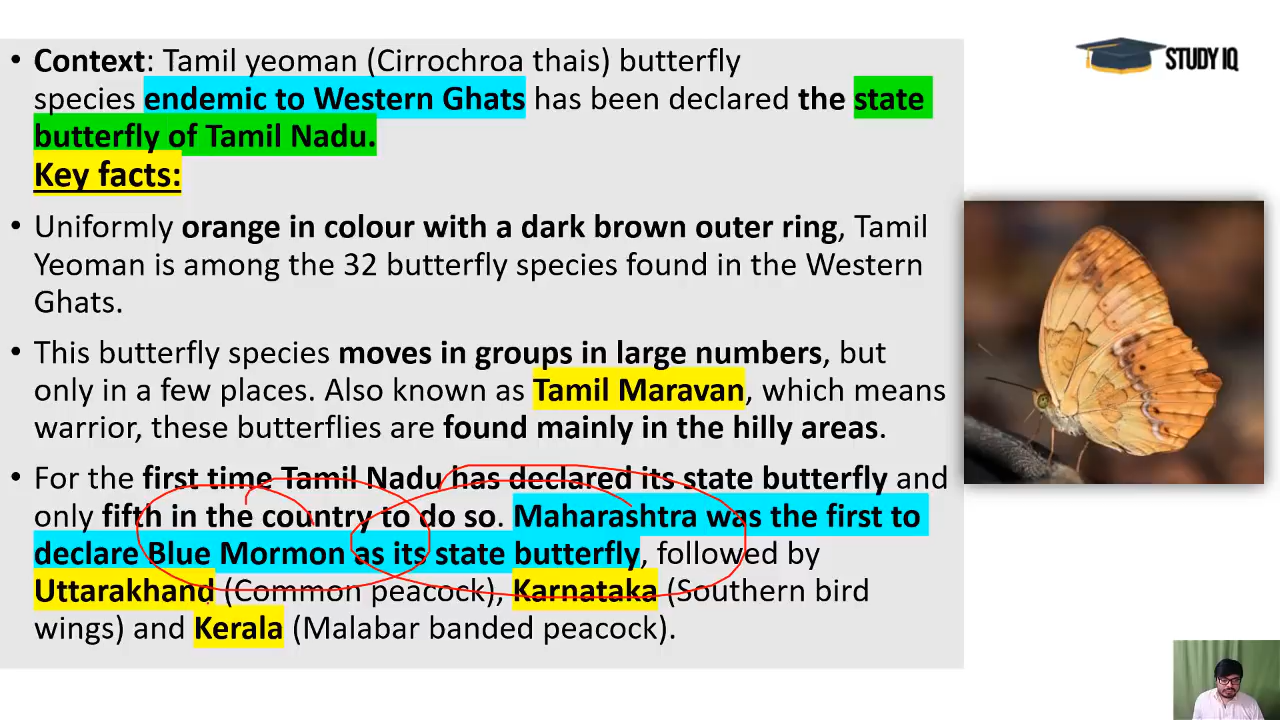 • Context: Tamil yeoman (Cirrochroa thais) butterfly
species endemic to Western Ghats has been declared the state
butterfly of Tamil Nadu.
Key facts:
• Uniformly orange in colour with a dark brown outer ring, Tamil
Yeoman is among the 32 butterfly species found in the Western
Ghats.
• This butterfly species moves in groups in large numbers, but
only in a few places. Also known as Tamil Maravan, which means
warrior, these butterflies are found mainly in the hilly areas.
• For the first time Tamil Nadu has declared its state butterfly and
only fifth in the country to do so. Maharashtra was the first to
declare Blue Mormon as its state butterfly, followed by
Uttarakhand (Common peacock), Karnataka (Southern bird
wings) and Kerala (Malabar banded peacock).
STUDY IQ